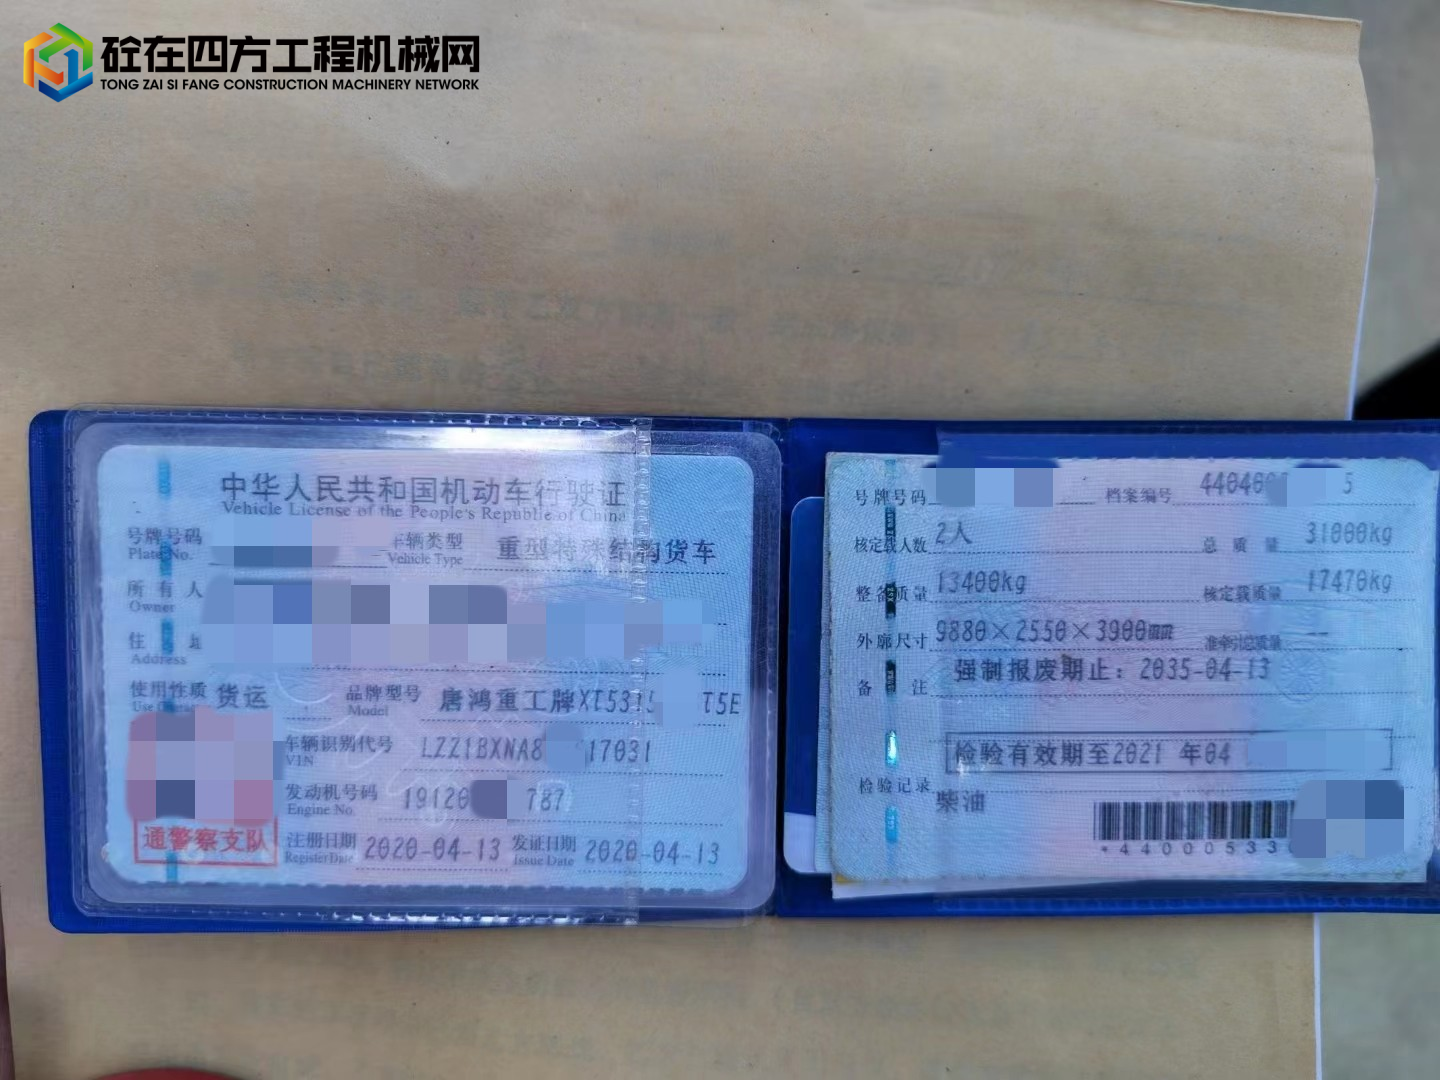 砼在四方工程机械网
TONG ZAI SI FANG CONSTRUCTION MACHINERY NETWORK
中华人民共和国机动车行驶证
Vehicle License of the People's Republic of China
号牌号码 车辆类型 重型特殊结构货车
Plate No. Vehicle Type
所有人
Owner
住 址
Address
使用性质 货运 品牌型号 唐鸿重工牌XT5315
Use Model
车辆识别代号 LZZ1BXNA8 17031
VIN
发动机号码 19120 787
Engine No.
通警察支队
注册日期 2020-04-13 发证日期 2020-04-13
Register Date Issue Date
号牌号码 档案编号 440400 5
核定载人数 2人 总质量 31000kg
整备质量 13400kg 核定载质量 17470kg
外廓尺寸 9880×2550×3900mm 准牵引总质量 --
备 注 强制报废期止：2035-04-13
检验有效期至2021 年04
检验记录
柴油
*44000533